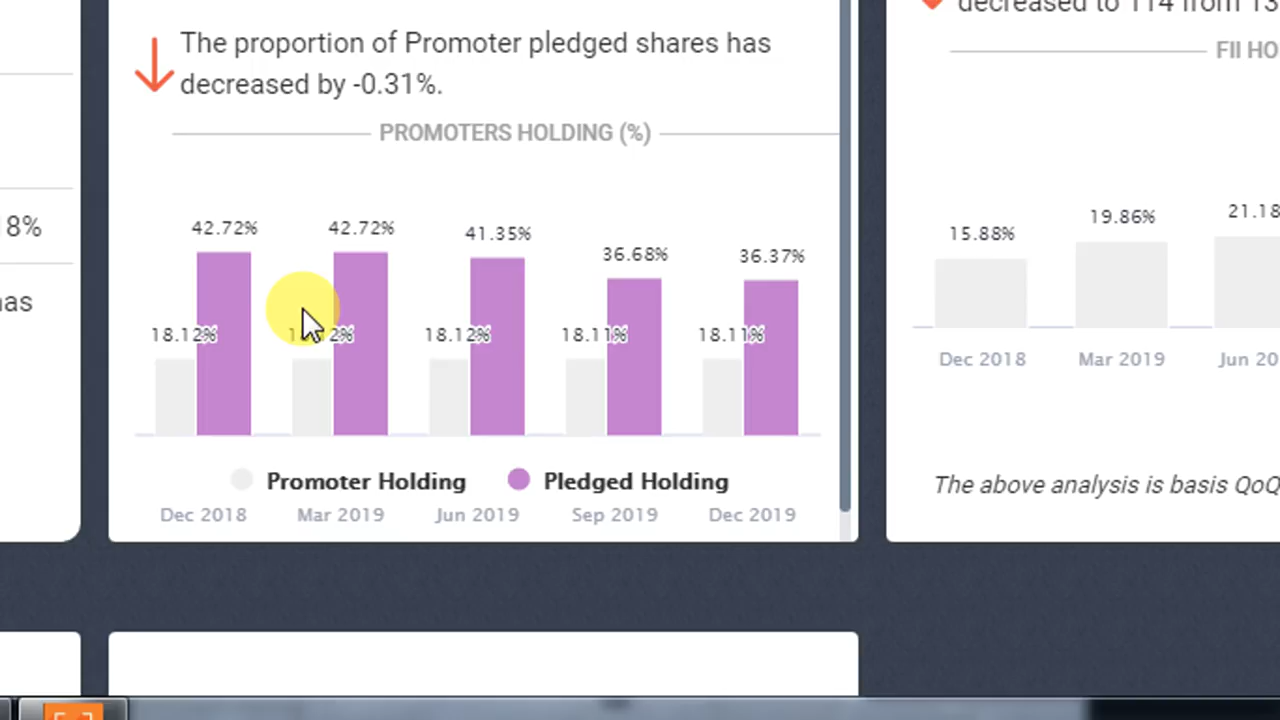 decreased to 114 from 13
The proportion of Promoter pledged shares has
decreased by -0.31%.
PROMOTERS HOLDING (%)
FII HO
18%
has
42.72% 42.72% 41.35% 36.68% 36.37%
18.12% 18.12% 18.11% 18.11%
Promoter Holding Pledged Holding
Dec 2018 Mar 2019 Jun 2019 Sep 2019 Dec 2019
15.88% 19.86% 21.18
Dec 2018 Mar 2019 Jun 20
The above analysis is basis QoQ